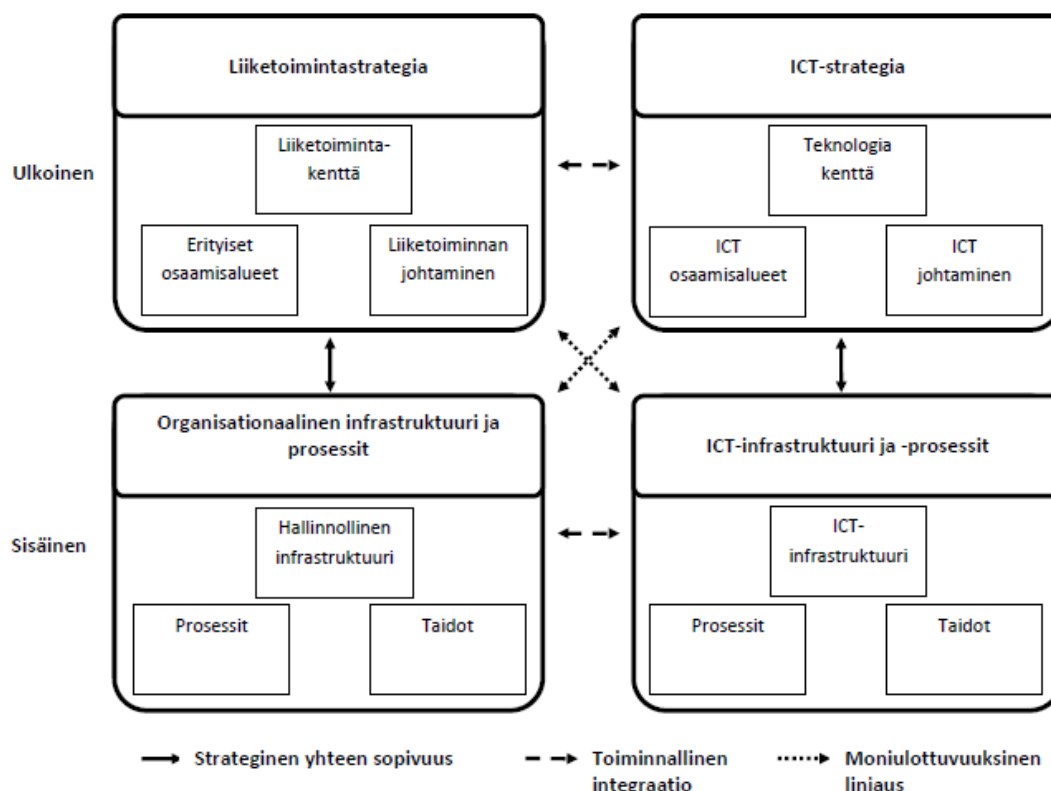 Liiketoimintastrategia
ICT-strategia
Ulkoinen
Liiketoiminta-
kenttä
Teknologia
kenttä
Erityiset
osaamisalueet
Liiketoiminnan
johtaminen
ICT
osaamisalueet
ICT
johtaminen
Organisationaalinen infrastruktuuri ja
prosessit
ICT-infrastruktuuri ja -prosessit
Sisäinen
Hallinnollinen
infrastruktuuri
ICT-
infrastruktuuri
Prosessit
Taidot
Prosessit
Taidot
Strateginen yhteen sopivuus
Toiminnallinen
integraatio
Moniulottuvuuksinen
linjaus